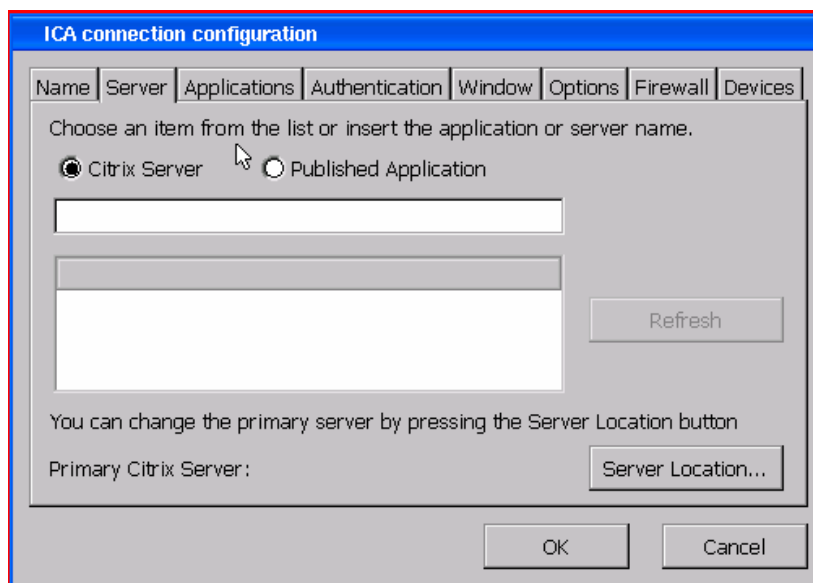 ICA connection configuration
Name Server Applications Authentication Window Options Firewall Devices
Choose an item from the list or insert the application or server name.
Citrix Server Published Application
Refresh
You can change the primary server by pressing the Server Location button
Primary Citrix Server: Server Location...
OK Cancel